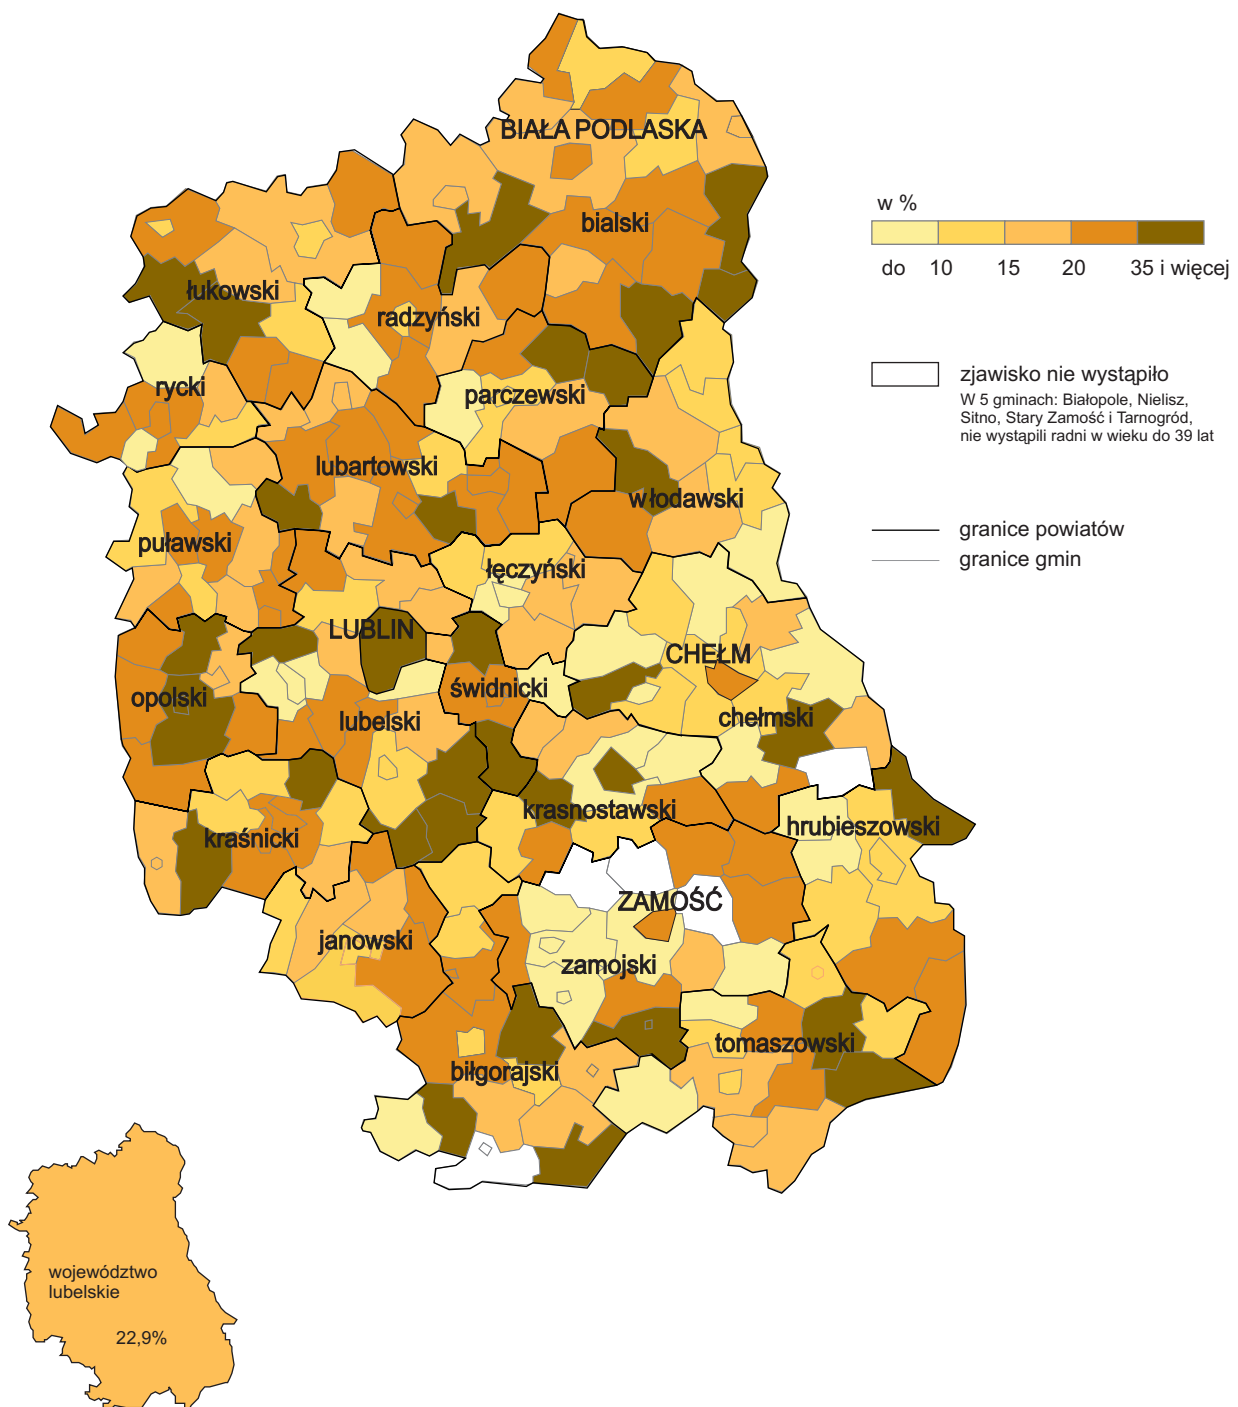 BIAŁA PODLASKA
bialski
łukowski
radzyński
rycki
parczewski
lubartowski
włodawski
puławski
łęczyński
LUBLIN
CHEŁM
opolski
świdnicki
lubelski
chełmski
krasnostawski
hrubieszowski
kraśnicki
ZAMOŚĆ
janowski
zamojski
tomaszowski
biłgorajski
w %
do 10 15 20 35 i więcej
zjawisko nie wystąpiło
W 5 gminach: Białopole, Nielisz,
Sitno, Stary Zamość i Tarnogród,
nie wystąpili radni w wieku do 39 lat
granice powiatów
granice gmin
województwo
lubelskie
22,9%